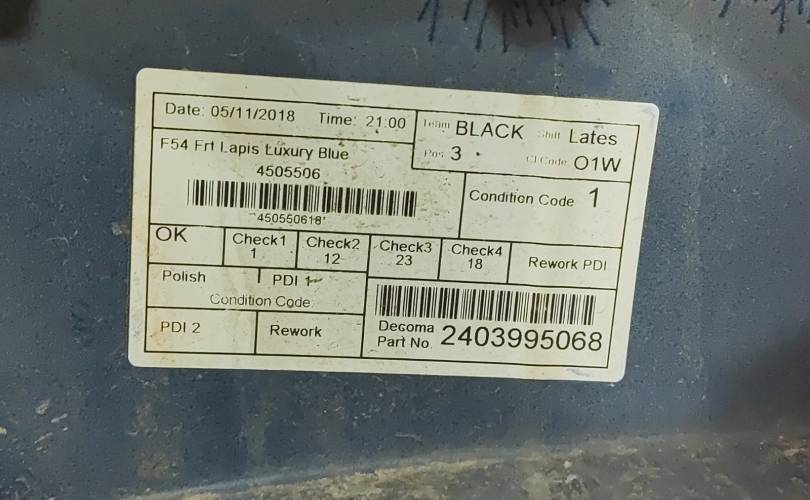 Date: 05/11/2018 Time: 21:00
Team BLACK Shift Lates
Pos 3 CI Code O1W
F54 Frt Lapis Luxury Blue
4505506
*450550618*
Condition Code 1
OK
Check1
1
Check2
12
Check3
23
Check4
18
Rework PDI
Polish
PDI 1
Condition Code:
PDI 2
Rework
Decoma
Part No. 2403995068